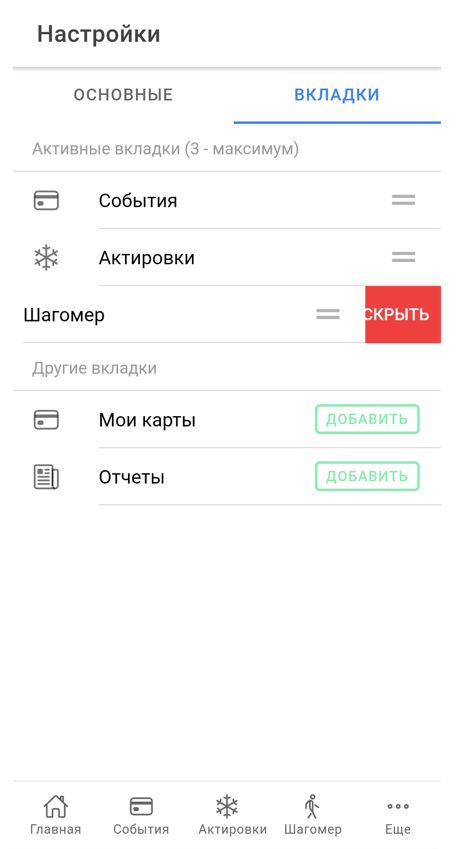 Настройки
ОСНОВНЫЕ ВКЛАДКИ
Активные вкладки (3 - максимум)
События
Актировки
Шагомер СКРЫТЬ
Другие вкладки
Мои карты ДОБАВИТЬ
Отчеты ДОБАВИТЬ
Главная События Актировки Шагомер Еще